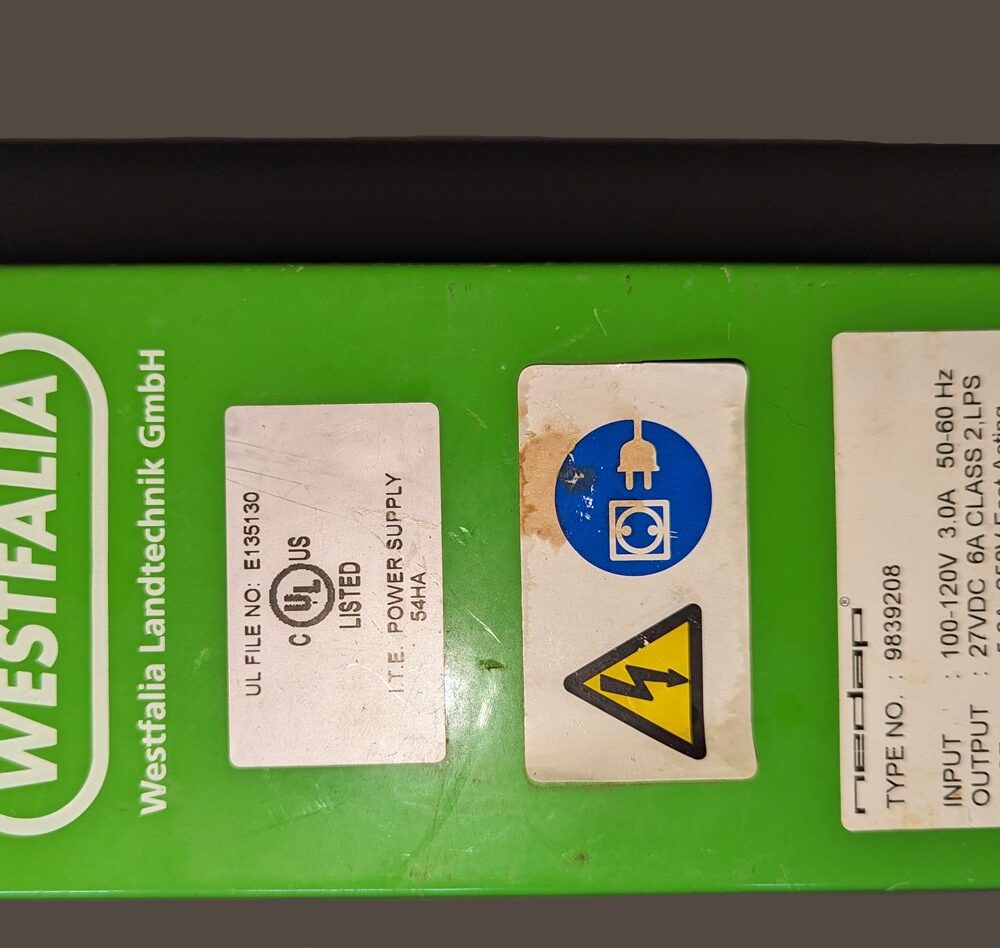 WESTFALIA
Westfalia Landtechnik GmbH
UL FILE NO: E135130
C UL US
LISTED
I.T.E. POWER SUPPLY
54HA
nedap®
TYPE NO. : 9839208
INPUT : 100-120V 3.0A 50-60 Hz
OUTPUT : 27VDC 6A CLASS 2,LPS